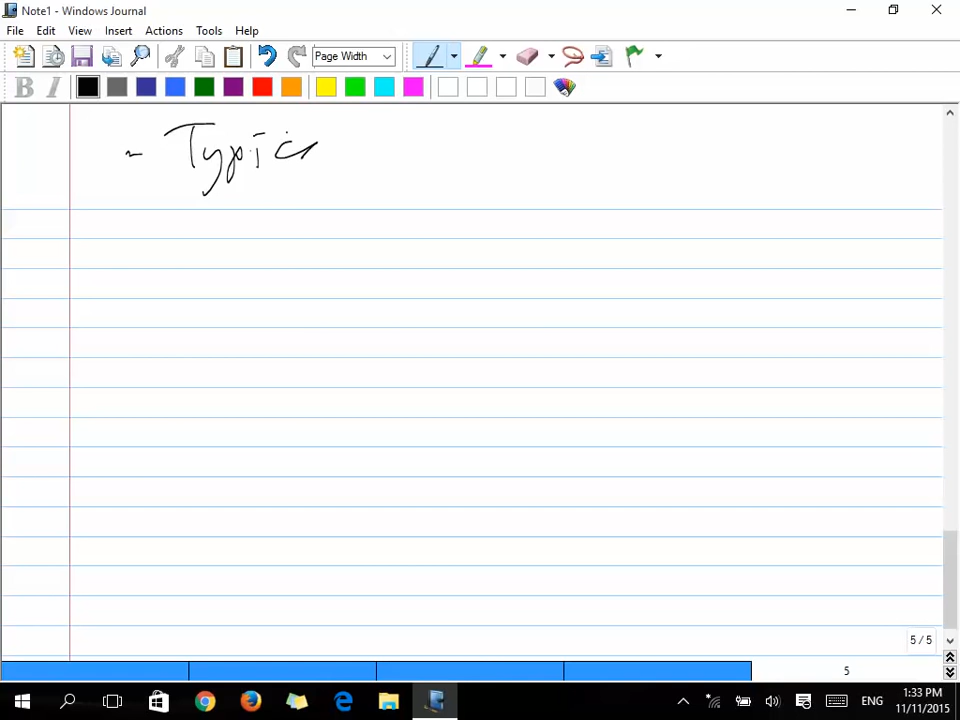 Note1 - Windows Journal
File Edit View Insert Actions Tools Help
Page Width
B I
- Typic
5 / 5
5
ENG
1:33 PM
11/11/2015